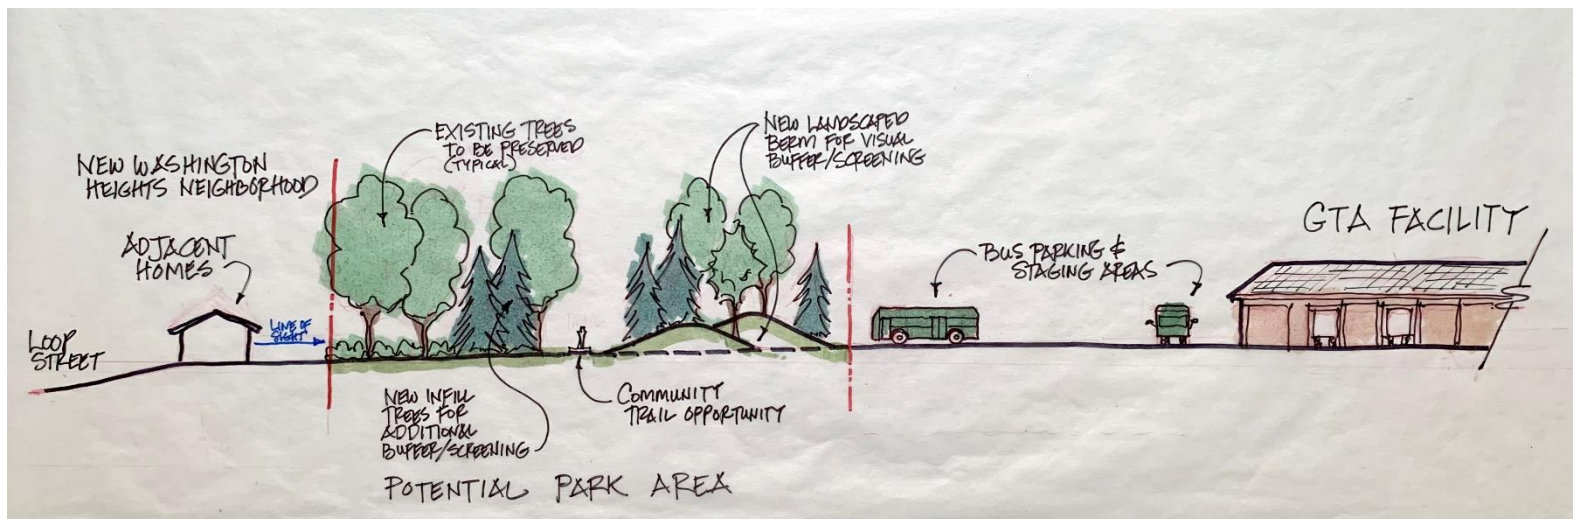 NEW WASHINGTON
HEIGHTS NEIGHBORHOOD
ADJACENT
HOMES
LOOP
STREET
LINE OF
SIGHT
EXISTING TREES
TO BE PRESERVED
(TYPICAL)
NEW LANDSCAPED
BERM FOR VISUAL
BUFFER/SCREENING
NEW INFILL
TREES FOR
ADDITIONAL
BUFFER/SCREENING
COMMUNITY
TRAIL OPPORTUNITY
POTENTIAL PARK AREA
BUS PARKING &
STAGING AREAS
GTA FACILITY